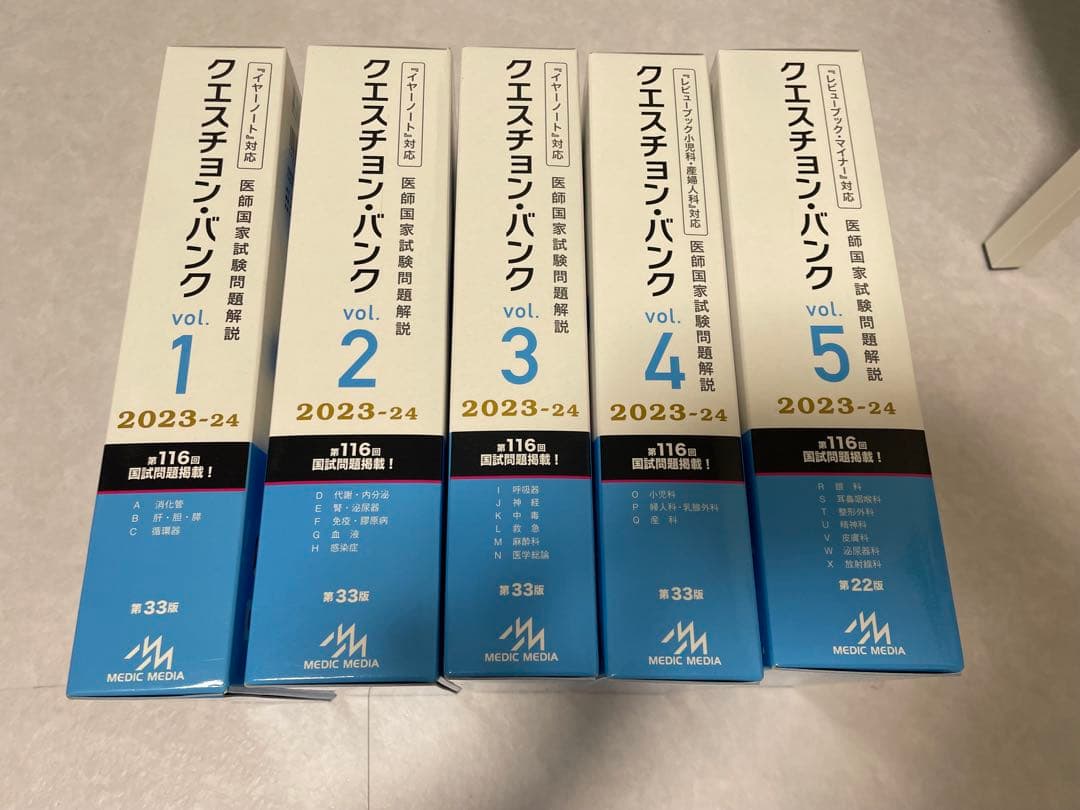 『イヤーノート』対応
クエスチョン・バンク
医師国家試験問題解説
vol.
1
2023-24
第116回
国試問題掲載！
A 消化管
B 肝・胆・膵
C 循環器
第33版
MEDIC MEDIA
『イヤーノート』対応
クエスチョン・バンク
医師国家試験問題解説
vol.
2
2023-24
第116回
国試問題掲載！
D 代謝・内分泌
E 腎・泌尿器
F 免疫・膠原病
G 血液
H 感染症
第33版
MEDIC MEDIA
『イヤーノート』対応
クエスチョン・バンク
医師国家試験問題解説
vol.
3
2023-24
第116回
国試問題掲載！
I 呼吸器
J 神経
K 中毒
L 救急
M 麻酔科
N 医学総論
第33版
MEDIC MEDIA
『レビューブック小児科・産婦人科』対応
クエスチョン・バンク
医師国家試験問題解説
vol.
4
2023-24
第116回
国試問題掲載！
O 小児科
P 婦人科・乳腺外科
Q 産科
第33版
MEDIC MEDIA
『レビューブック・マイナー』対応
クエスチョン・バンク
医師国家試験問題解説
vol.
5
2023-24
第116回
国試問題掲載！
R 眼科
S 耳鼻咽喉科
T 整形外科
U 精神科
V 皮膚科
W 泌尿器科
X 放射線科
第22版
MEDIC MEDIA